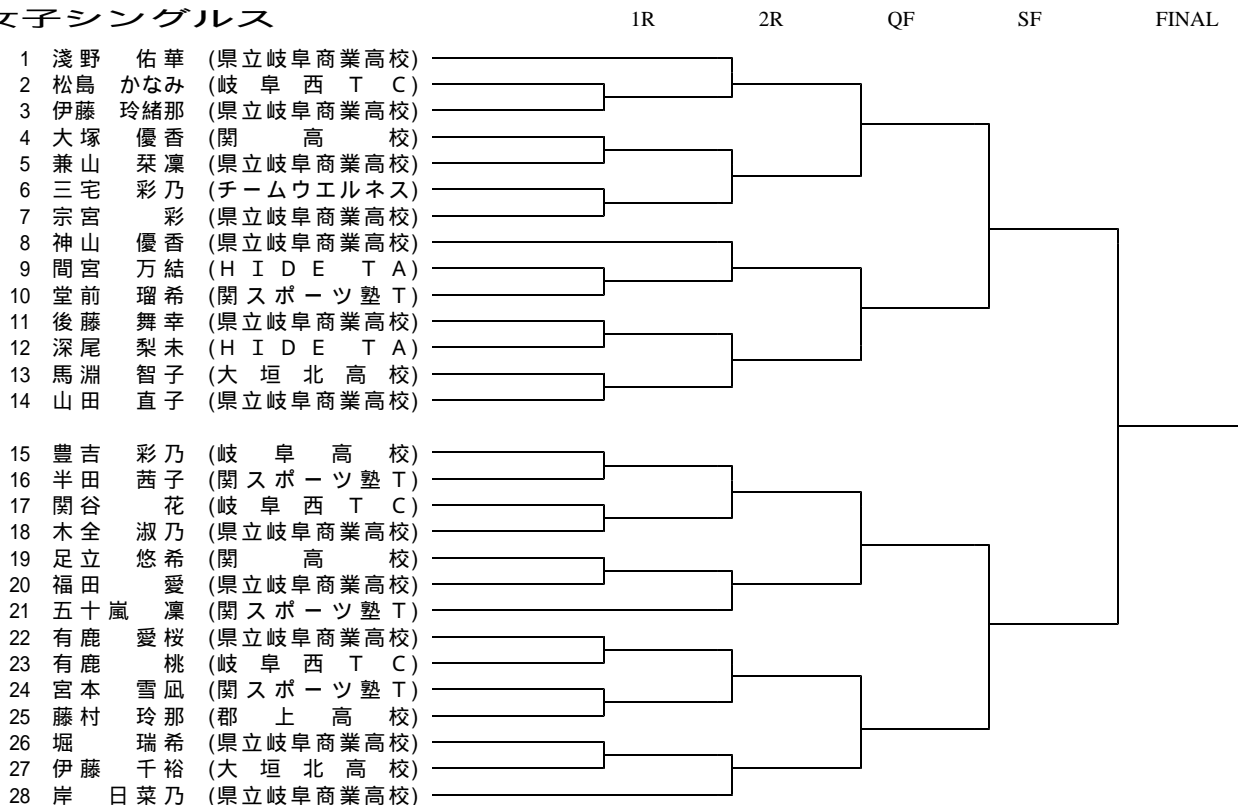 女子シングルス 1R 2R QF SF FINAL
1 淺野 佑華 (県立岐阜商業高校)
2 松島 かなみ (岐阜西TC)
3 伊藤 玲緒那 (県立岐阜商業高校)
4 大塚 優香 (関高校)
5 兼山 栞凜 (県立岐阜商業高校)
6 三宅 彩乃 (チームウエルネス)
7 宗宮 彩 (県立岐阜商業高校)
8 神山 優香 (県立岐阜商業高校)
9 間宮 万結 (HIDE TA)
10 堂前 瑠希 (関スポーツ塾T)
11 後藤 舞幸 (県立岐阜商業高校)
12 深尾 梨未 (HIDE TA)
13 馬淵 智子 (大垣北高校)
14 山田 直子 (県立岐阜商業高校)
15 豊吉 彩乃 (岐阜高校)
16 半田 茜子 (関スポーツ塾T)
17 関谷 花 (岐阜西TC)
18 木全 淑乃 (県立岐阜商業高校)
19 足立 悠希 (関高校)
20 福田 愛 (県立岐阜商業高校)
21 五十嵐 凜 (関スポーツ塾T)
22 有鹿 愛桜 (県立岐阜商業高校)
23 有鹿 桃 (岐阜西TC)
24 宮本 雪凪 (関スポーツ塾T)
25 藤村 玲那 (郡上高校)
26 堀 瑞希 (県立岐阜商業高校)
27 伊藤 千裕 (大垣北高校)
28 岸 日菜乃 (県立岐阜商業高校)